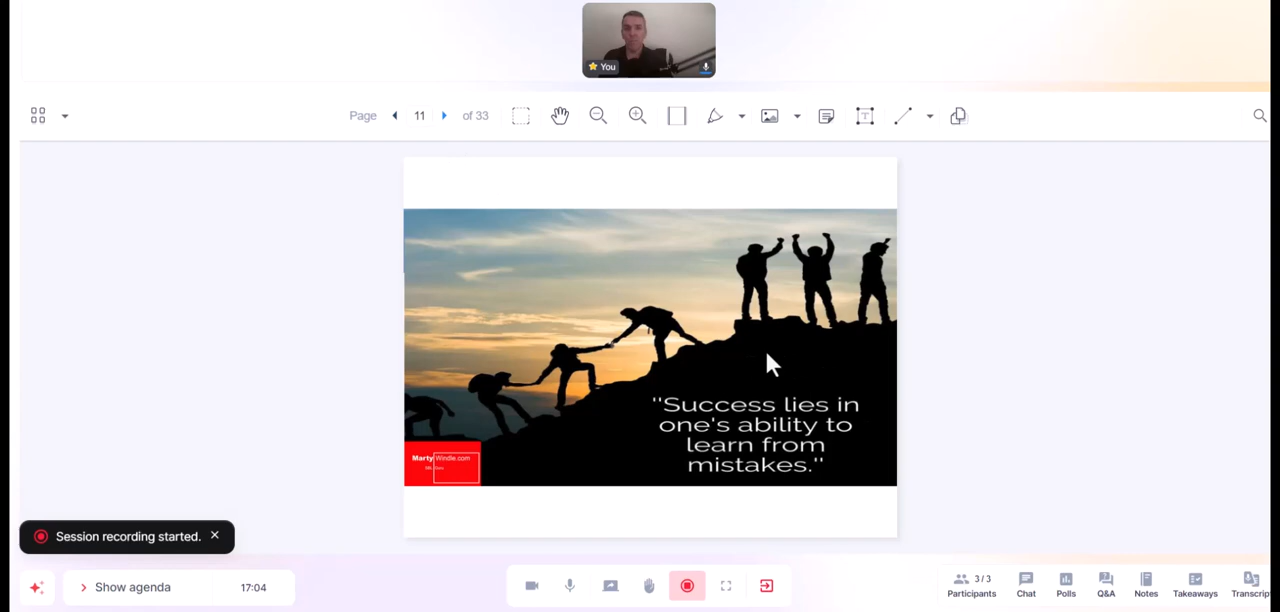 You
Page 11 of 33
"Success lies in
one's ability to
learn from
mistakes."
MartyWindle.com
Session recording started.
Show agenda 17:04
3 / 3
Participants Chat Polls Q&A Notes Takeaways Transcrip